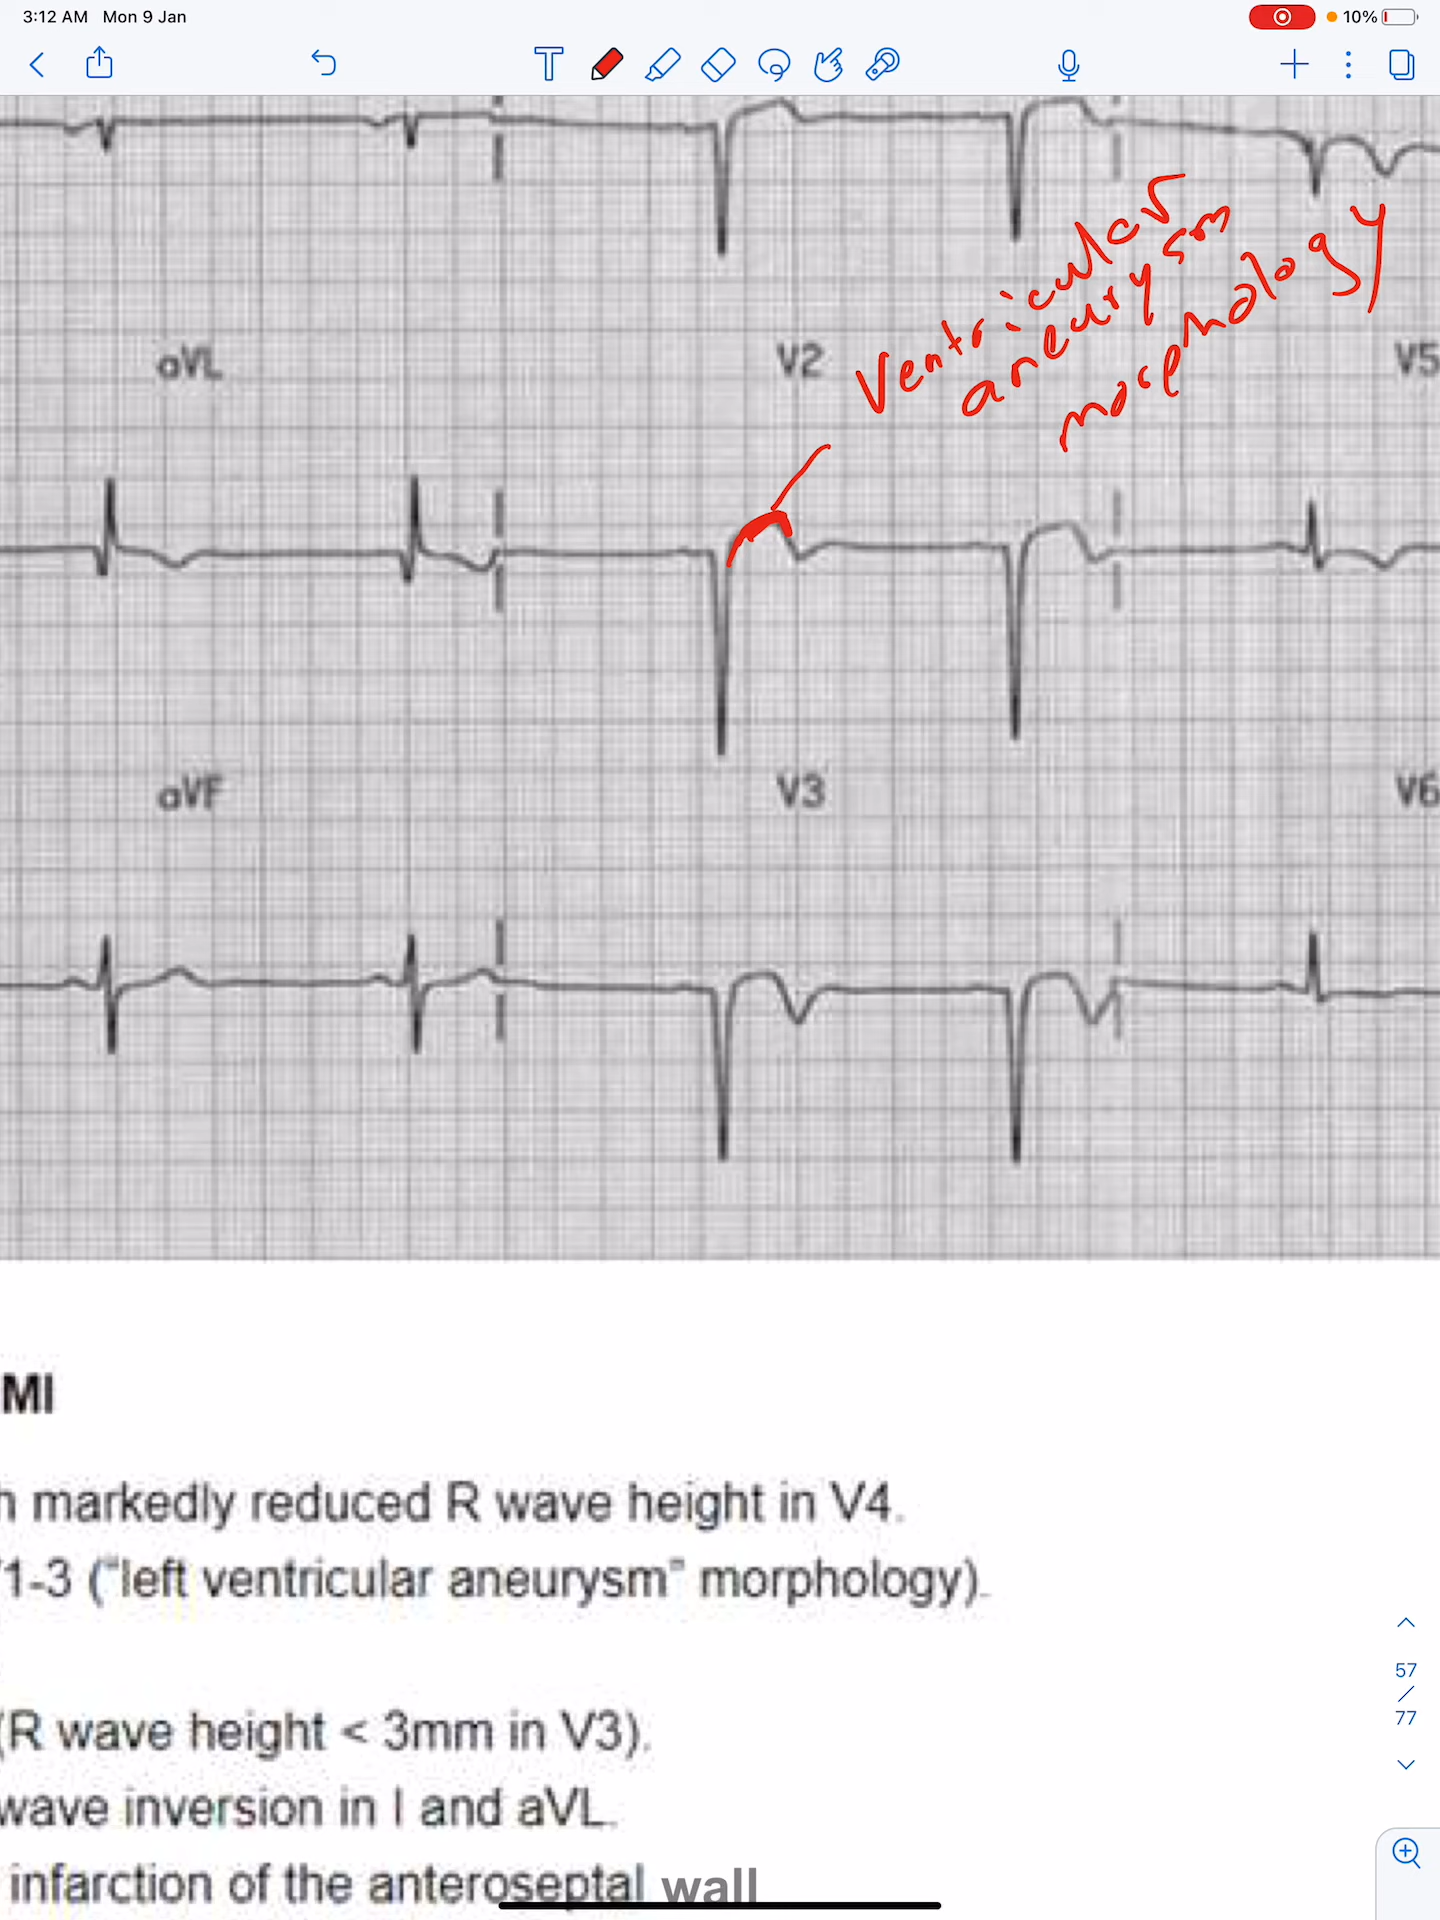 3:12 AM Mon 9 Jan
10%
T
ventricular
aneurysm
morphology
aVL V2 V5
aVF V3 V6
MI
markedly reduced R wave height in V4.
1-3 ("left ventricular aneurysm" morphology).
57
/
77
(R wave height < 3mm in V3).
wave inversion in I and aVL.
infarction of the anteroseptal wall